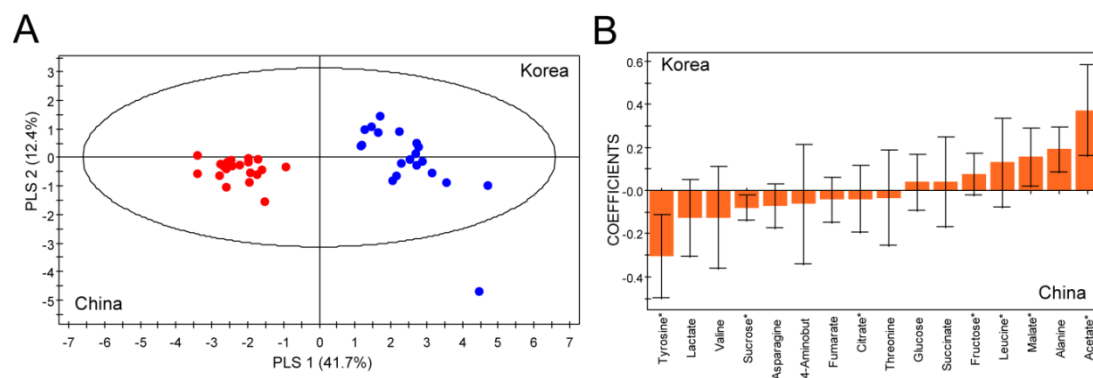 A
Korea
China
PLS 2 (12.4%)
3
2
1
0
-1
-2
-3
-4
-5
-7 -6 -5 -4 -3 -2 -1 0 1 2 3 4 5 6 7
PLS 1 (41.7%)
B
Korea
China
COEFFICIENTS
0.6
0.4
0.2
-0.0
-0.2
-0.4
Tyrosine*
Lactate
Valine
Sucrose*
Asparagine
4-Aminobut
Fumarate
Citrate*
Threonin
Glucose
Succinate
Fructose*
Leucine*
Malate*
Alanine
Acetate*